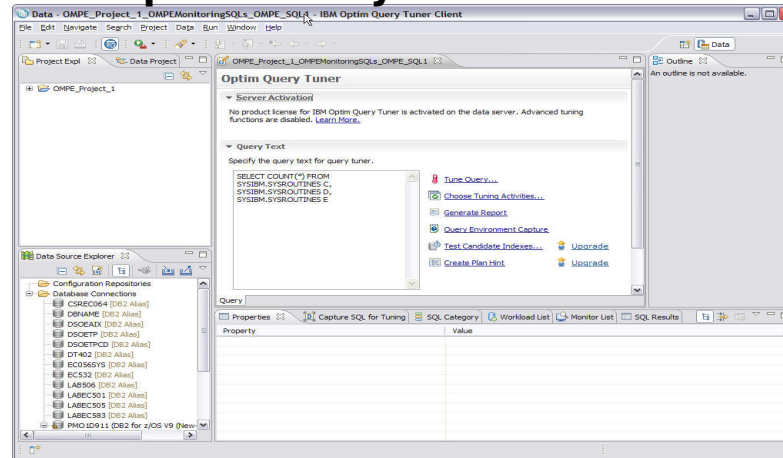 Data - OMPE_Project_1_OMPEMonitoringSQLs_OMPE_SQL1 - IBM Optim Query Tuner Client
File Edit Navigate Search Project Data Run Window Help
Data
Project Expl
Data Project
OMPE_Project_1
OMPE_Project_1_OMPEMonitoringSQLs_OMPE_SQL1
Optim Query Tuner
Server Activation
No product license for IBM Optim Query Tuner is activated on the data server. Advanced tuning
functions are disabled. Learn More.
Query Text
Specify the query text for query tuner.
SELECT COUNT(*) FROM
SYSIBM.SYSROUTINES C,
SYSIBM.SYSROUTINES D,
SYSIBM.SYSROUTINES E
Tune Query...
Choose Tuning Activities...
Generate Report
Query Environment Capture
Test Candidate Indexes... Upgrade
Create Plan Hint Upgrade
Query
Outline
An outline is not available.
Data Source Explorer
Configuration Repositories
Database Connections
CSREC064 [DB2 Alias]
DBNAME [DB2 Alias]
DSOEAIX [DB2 Alias]
DSOETP [DB2 Alias]
DSOETPCD [DB2 Alias]
DT402 [DB2 Alias]
EC056SYS [DB2 Alias]
EC532 [DB2 Alias]
LAB506 [DB2 Alias]
LABEC501 [DB2 Alias]
LABEC505 [DB2 Alias]
LABEC583 [DB2 Alias]
PMO1D911 (DB2 for z/OS V9 (New-
Properties
Capture SQL for Tuning
SQL Category
Workload List
Monitor List
SQL Results
Property Value